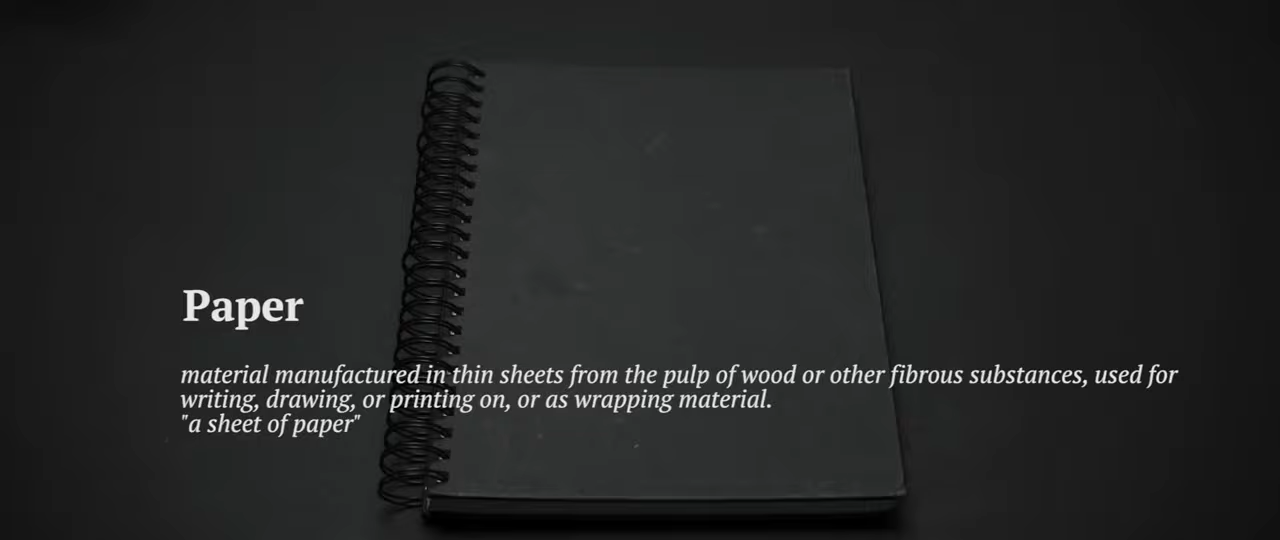 Paper
material manufactured in thin sheets from the pulp of wood or other fibrous substances, used for
writing, drawing, or printing on, or as wrapping material.
"a sheet of paper"